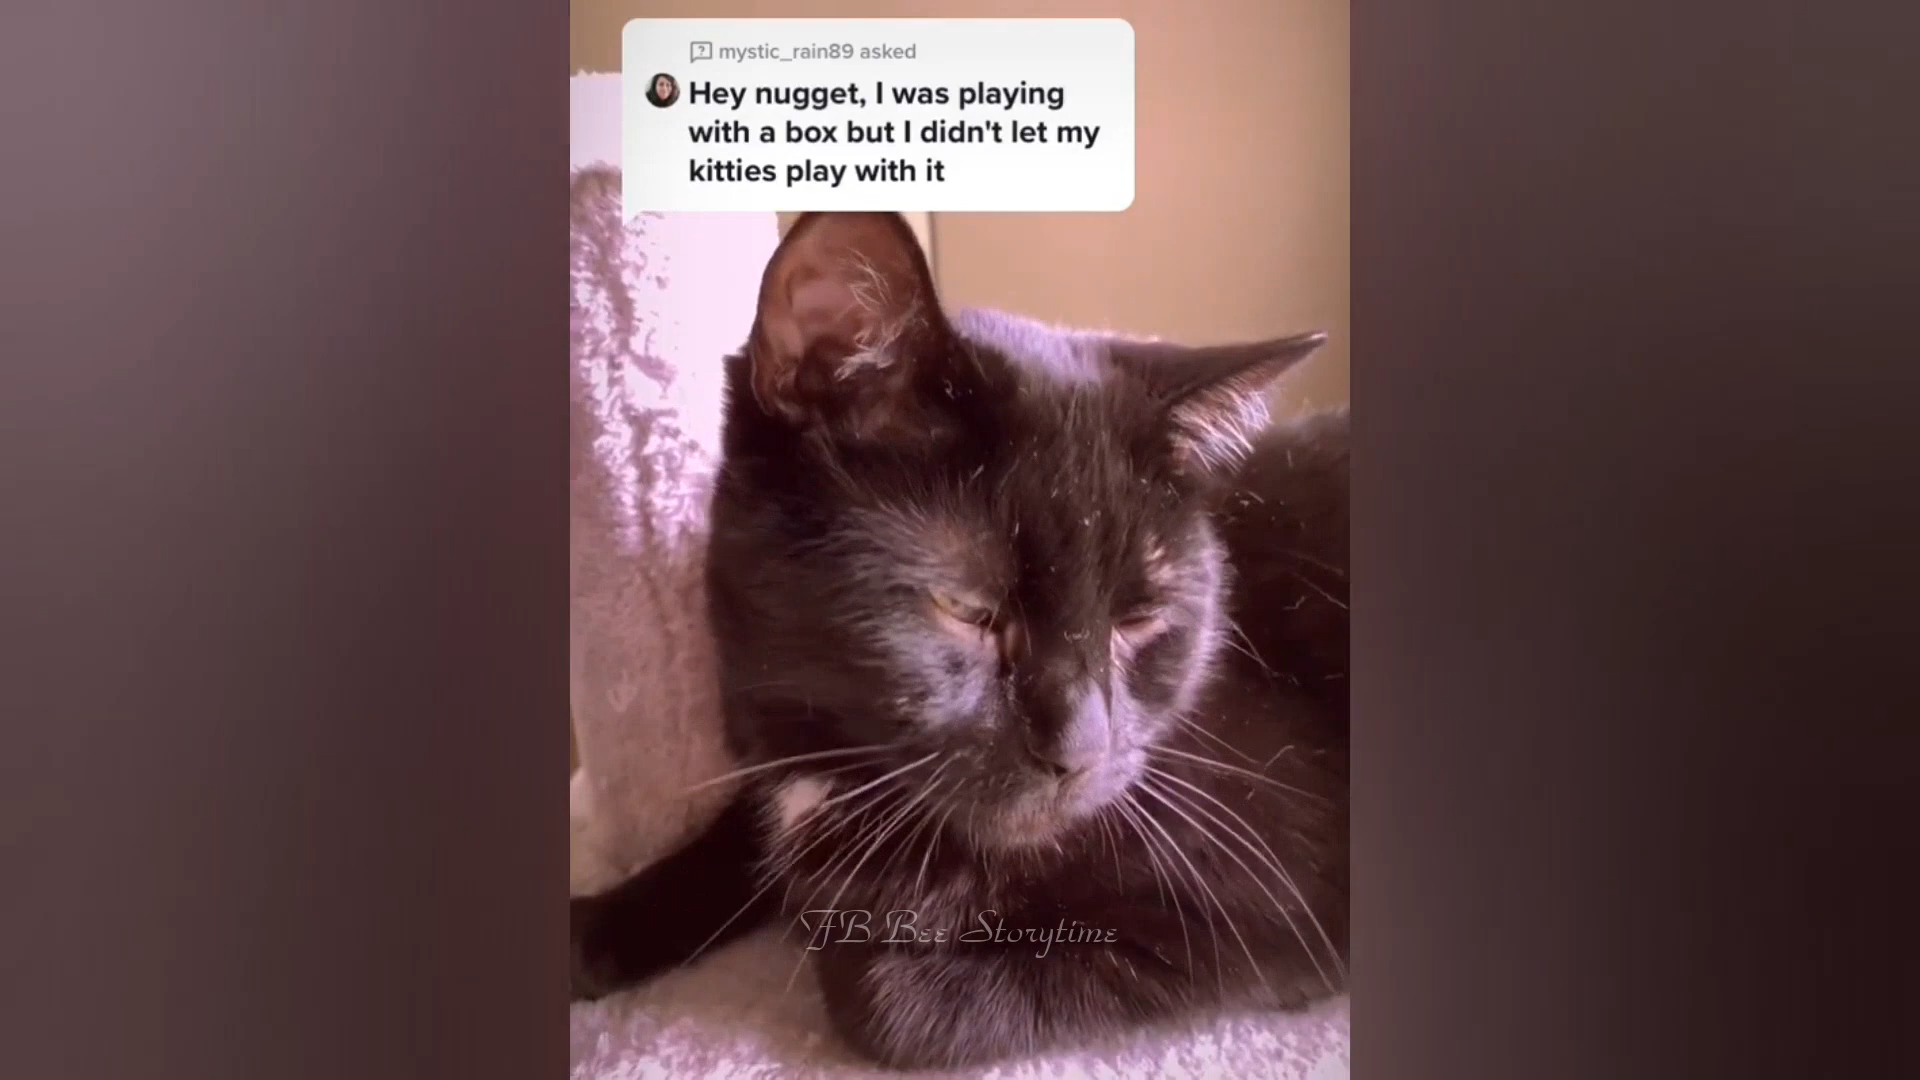 mystic_rain89 asked
Hey nugget, I was playing
with a box but I didn't let my
kitties play with it
FB Bee Storytime